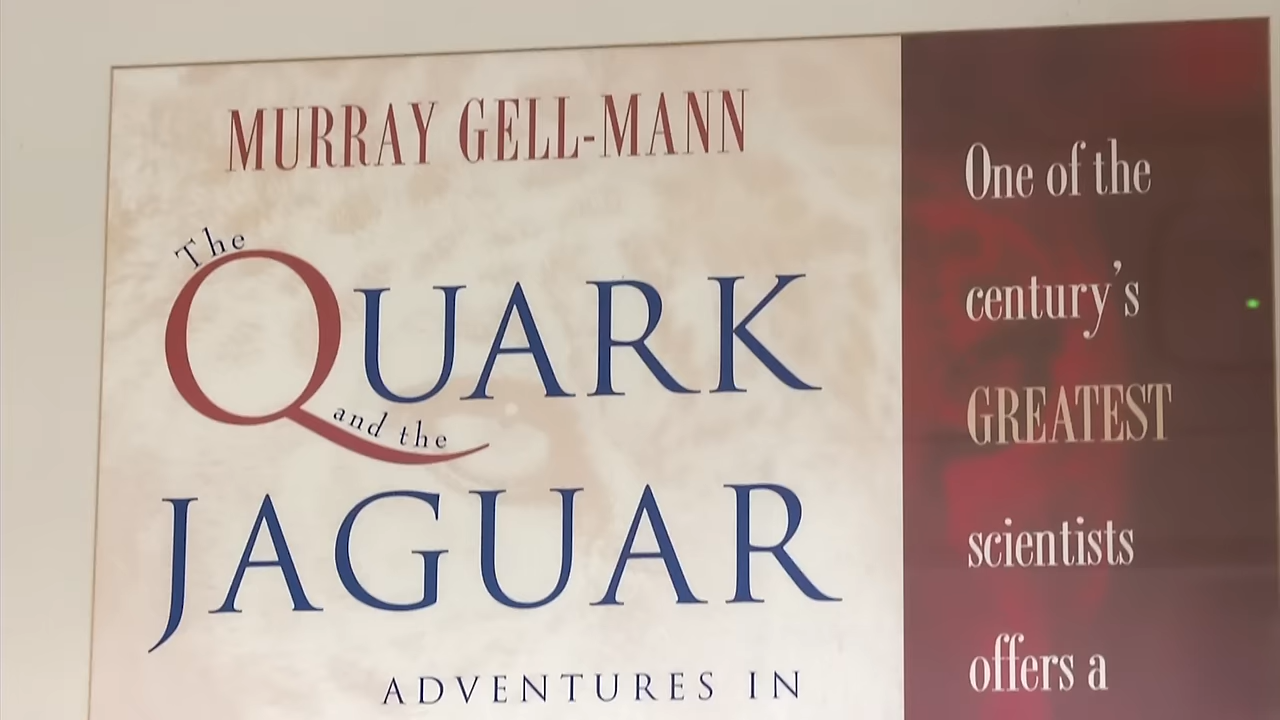 MURRAY GELL-MANN
The
QUARK
and the
JAGUAR
ADVENTURES IN
One of the
century's
GREATEST
scientists
offers a